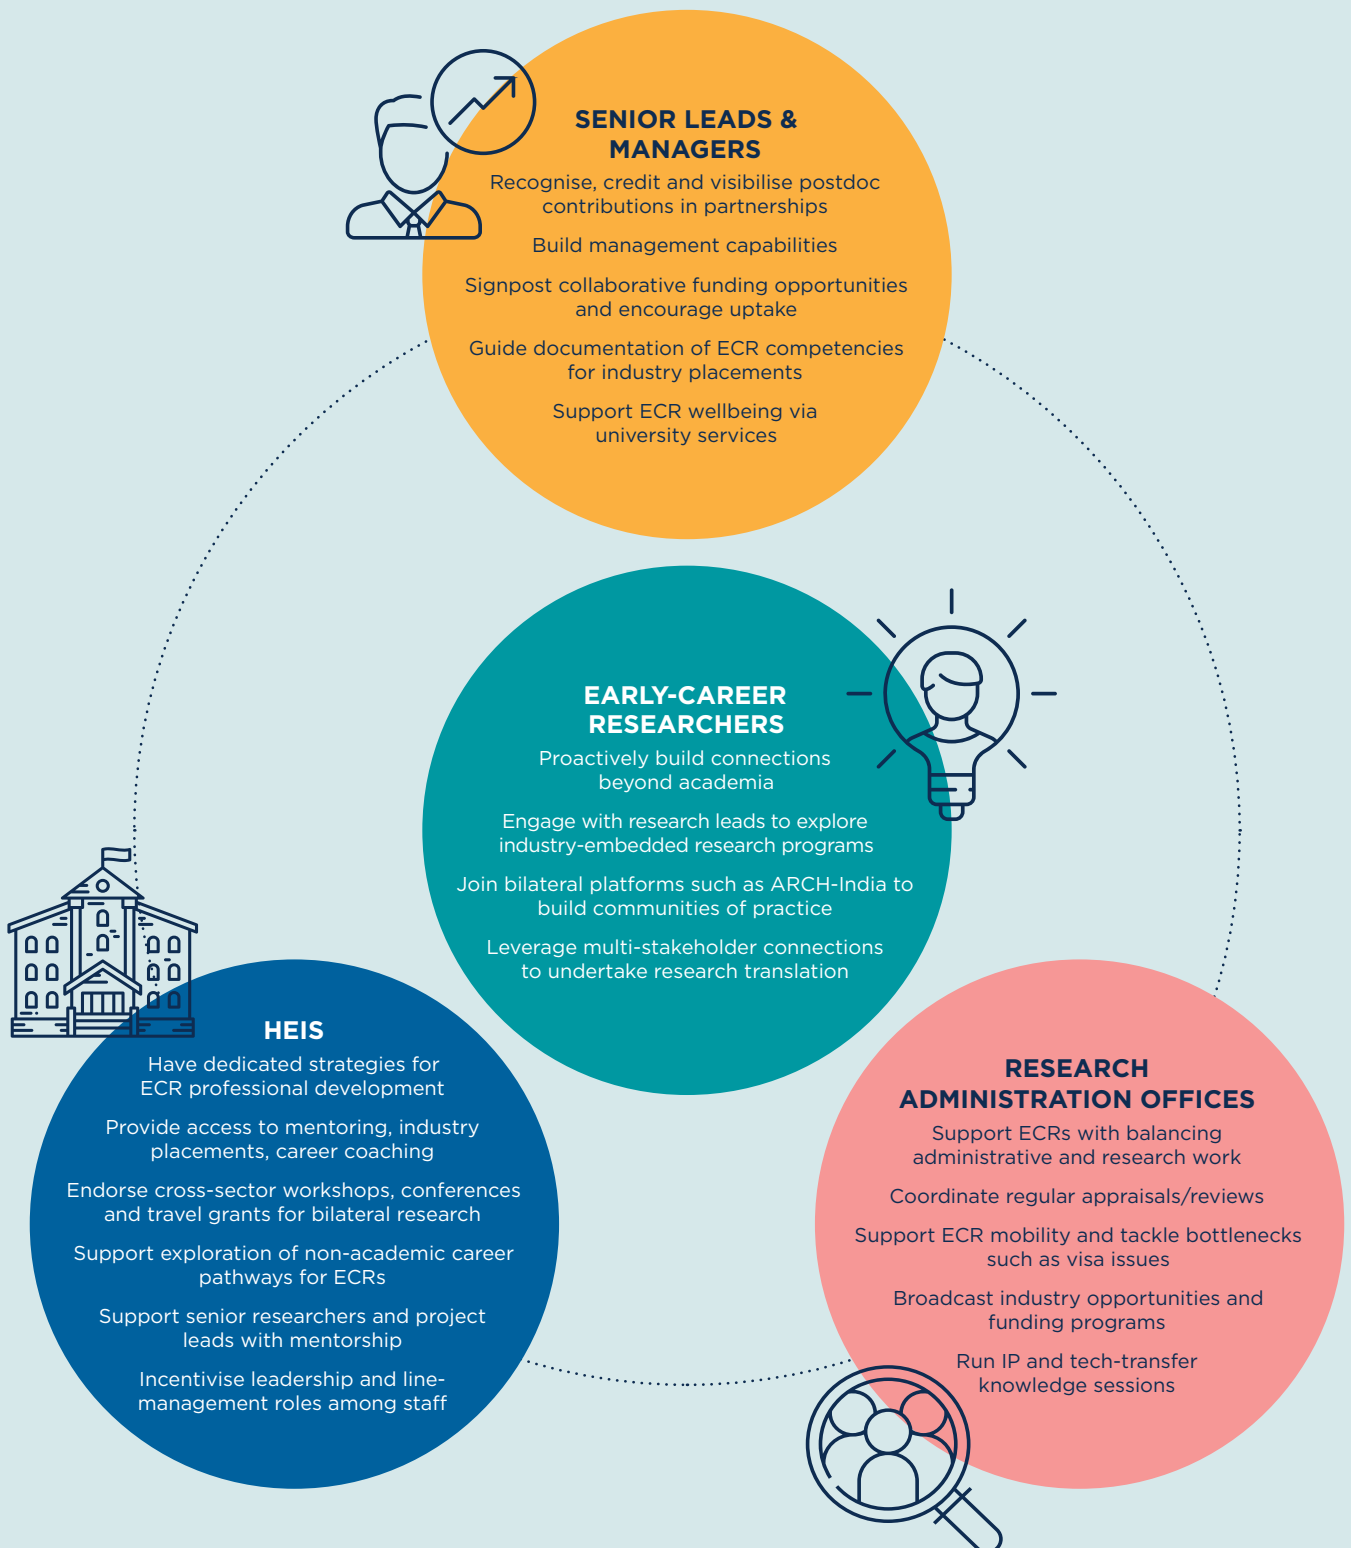 SENIOR LEADS &
MANAGERS
Recognise, credit and visibilise postdoc
contributions in partnerships
Build management capabilities
Signpost collaborative funding opportunities
and encourage uptake
Guide documentation of ECR competencies
for industry placements
Support ECR wellbeing via
university services
EARLY-CAREER
RESEARCHERS
Proactively build connections
beyond academia
Engage with research leads to explore
industry-embedded research programs
Join bilateral platforms such as ARCH-India to
build communities of practice
Leverage multi-stakeholder connections
to undertake research translation
HEIS
Have dedicated strategies for
ECR professional development
Provide access to mentoring, industry
placements, career coaching
Endorse cross-sector workshops, conferences
and travel grants for bilateral research
Support exploration of non-academic career
pathways for ECRs
Support senior researchers and project
leads with mentorship
Incentivise leadership and line-
management roles among staff
RESEARCH
ADMINISTRATION OFFICES
Support ECRs with balancing
administrative and research work
Coordinate regular appraisals/reviews
Support ECR mobility and tackle bottlenecks
such as visa issues
Broadcast industry opportunities and
funding programs
Run IP and tech-transfer
knowledge sessions